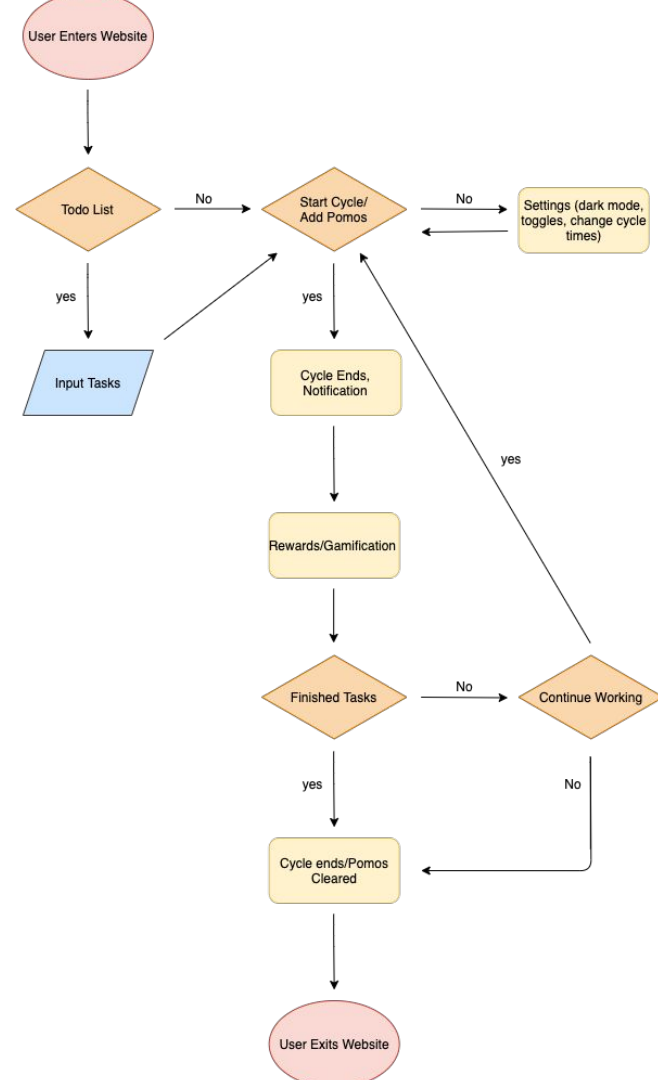 User Enters Website
Todo List
No
Start Cycle/
Add Pomos
No
Settings (dark mode,
toggles, change cycle
times)
yes
yes
Input Tasks
Cycle Ends,
Notification
yes
Rewards/Gamification
Finished Tasks
No
Continue Working
yes
No
Cycle ends/Pomos
Cleared
User Exits Website